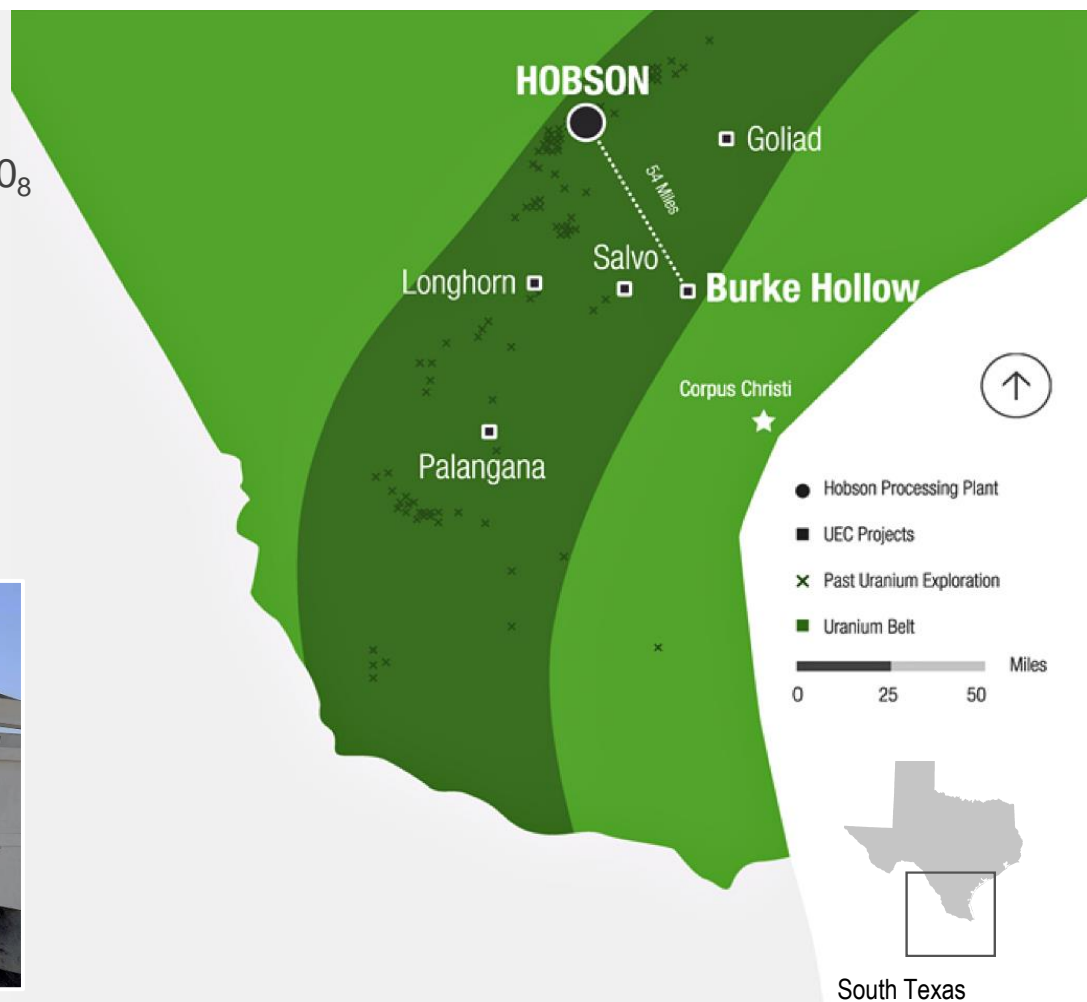 HOBSON
Goliad
O₈
54 Miles
Salvo
Longhorn
Burke Hollow
Corpus Christi
Palangana
Hobson Processing Plant
UEC Projects
Past Uranium Exploration
Uranium Belt
Miles
0 25 50
South Texas